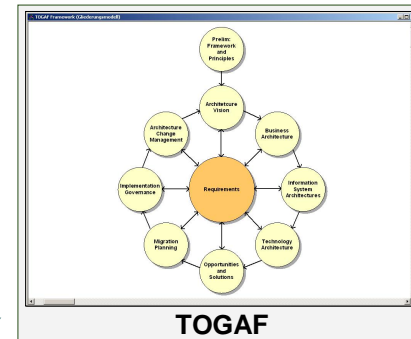 TOGAF Framework (Gliederungsmodell)
Prelim:
Framework
and
Principles
Architetcure
Vision
Business
Architecture
Information
System
Architectures
Technology
Architecture
Opportunities
and
Solutions
Migration
Planning
Implementation
Governance
Architecture
Change
Management
Requirements
TOGAF